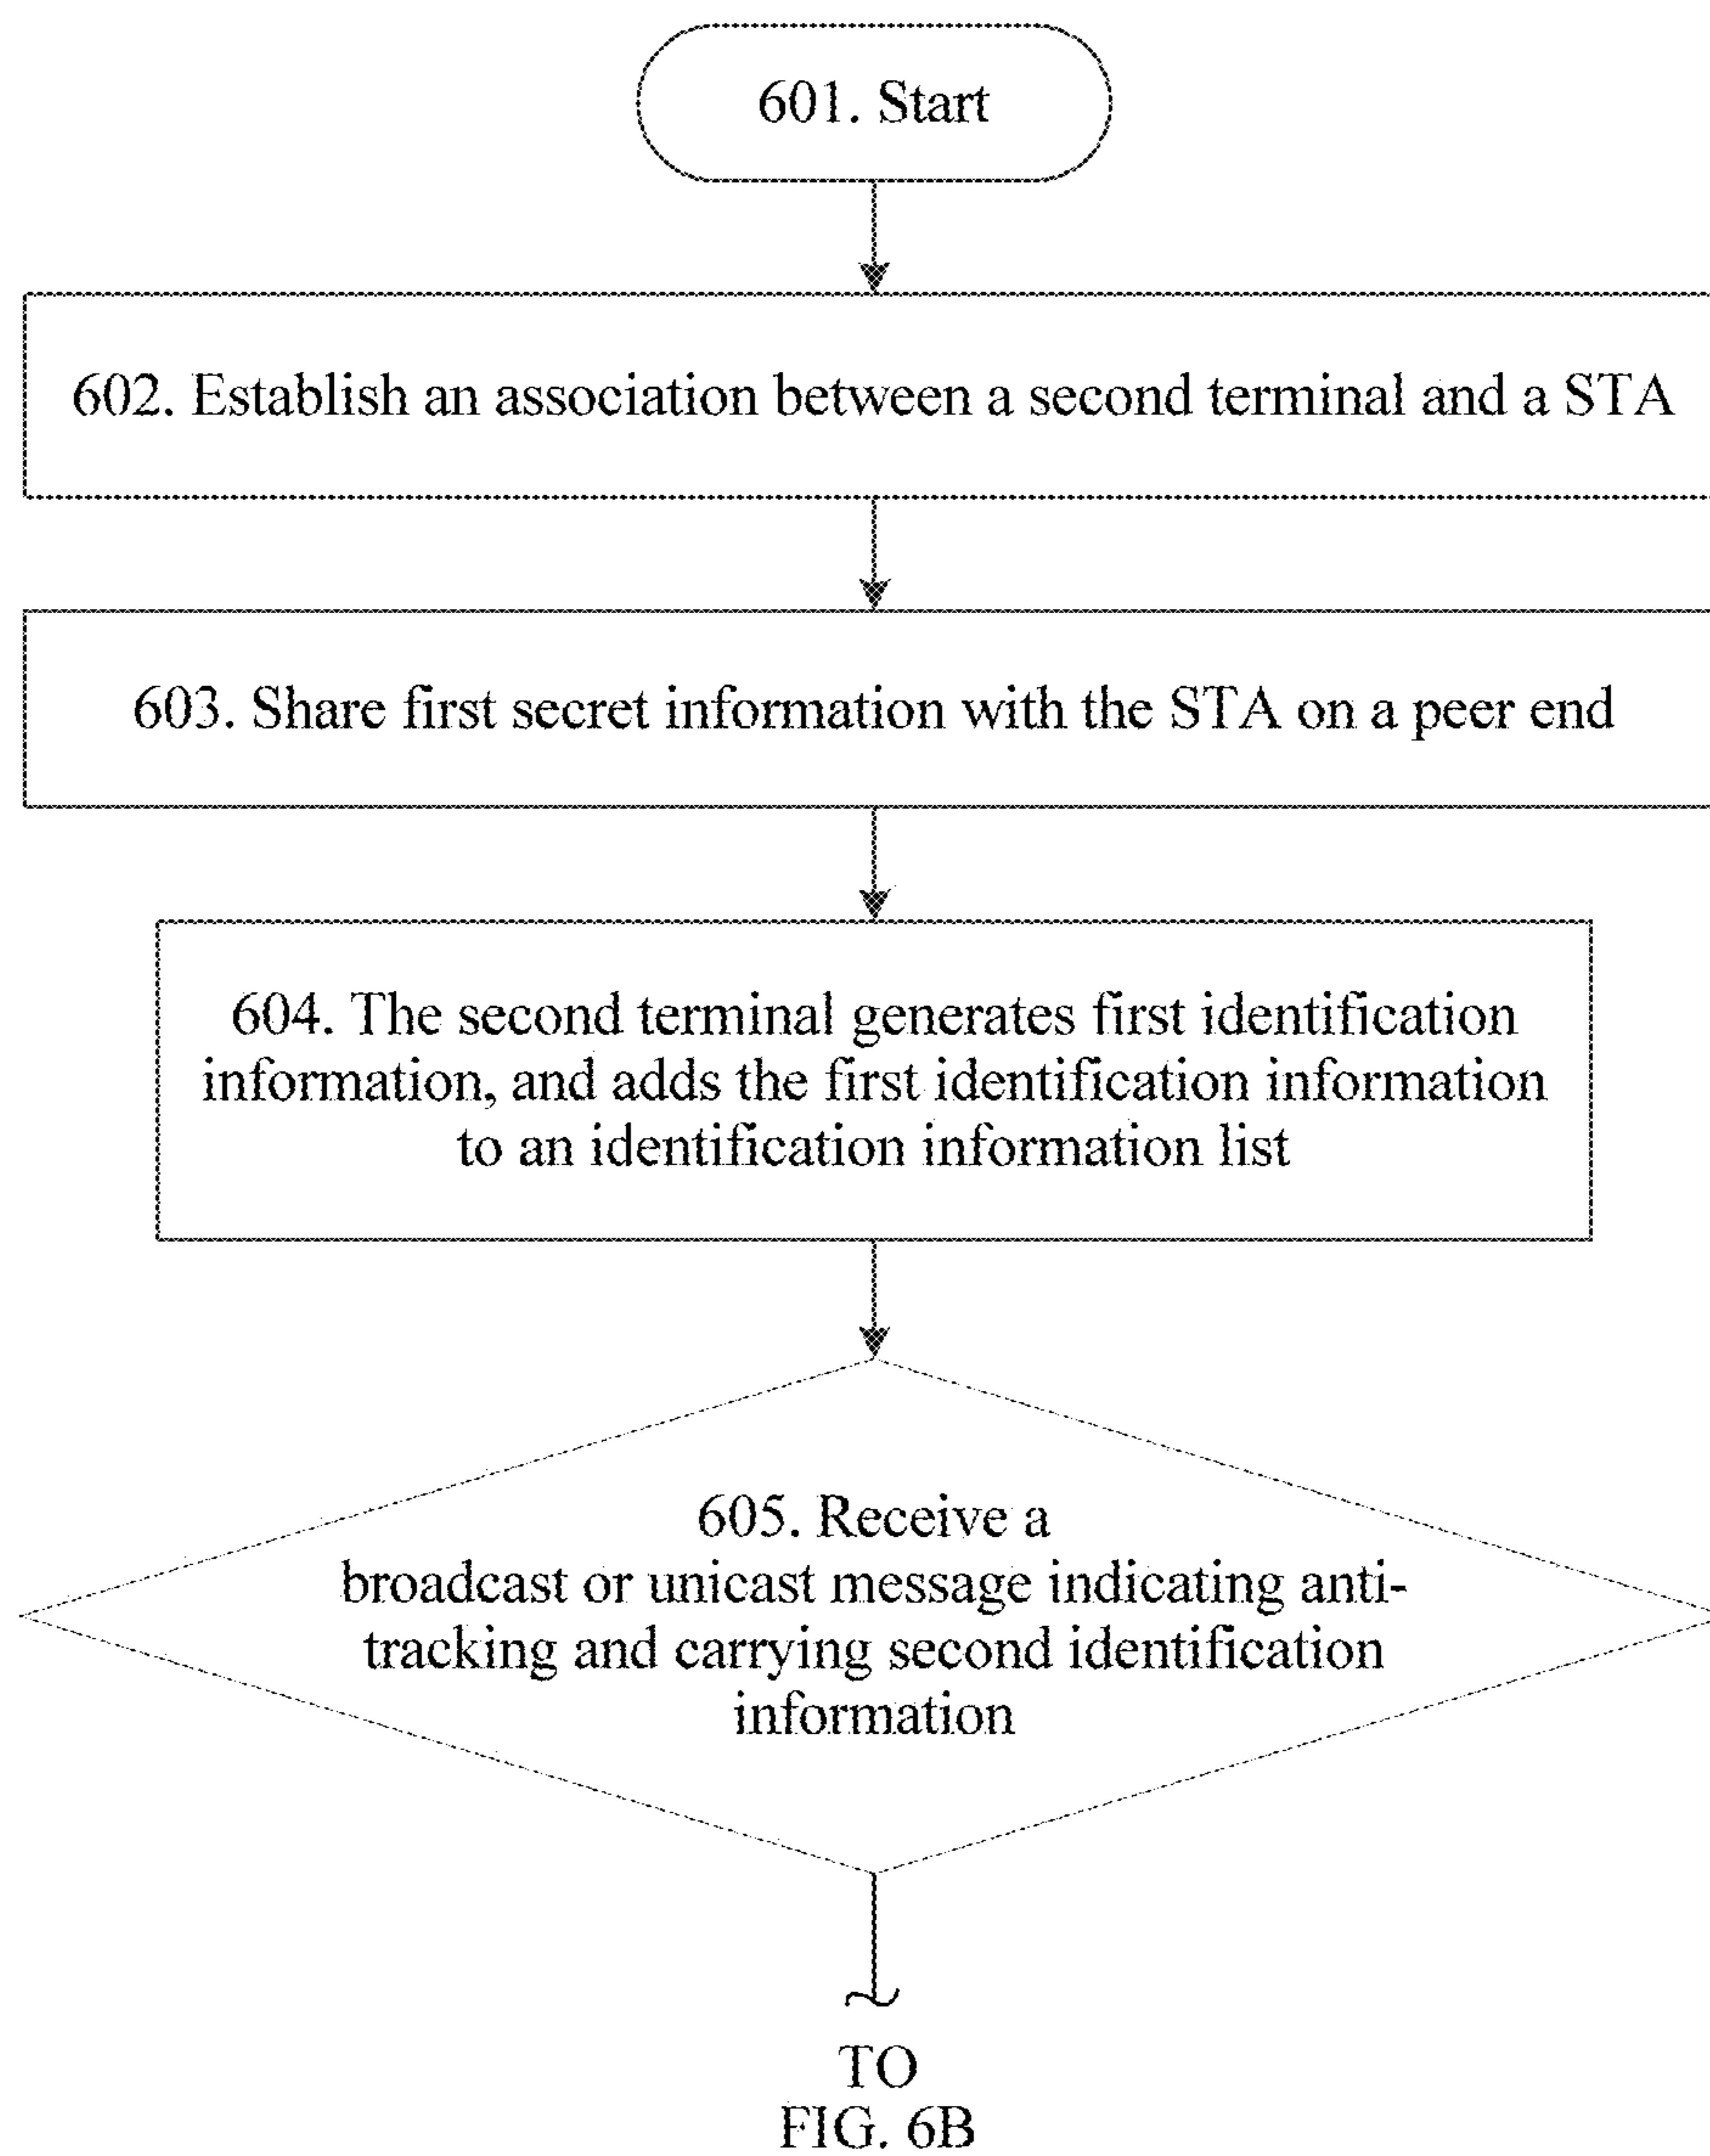 601. Start
602. Establish an association between a second terminal and a STA
603. Share first secret information with the STA on a peer end
604. The second terminal generates first identification
information, and adds the first identification information
to an identification information list
605. Receive a
broadcast or unicast message indicating anti-
tracking and carrying second identification
information
TO
FIG. 6B